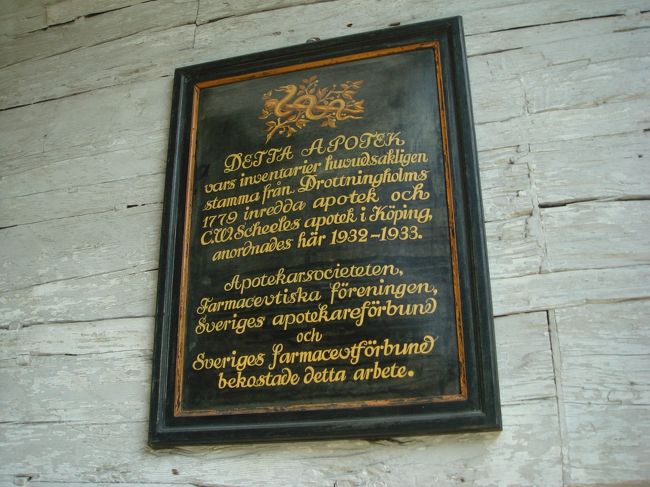 DETTA APOTEK
vars inventarier huvudsakligen
stamma från Drottningholms
1779 inredda apotek och
C.W. Scheeles apotek i Köping,
anordnades här 1932-1933.
Apotekarsocieteten,
Farmacevtiska föreningen,
Sveriges apotekareförbund
och
Sveriges farmacevtförbund
bekostade detta arbete.